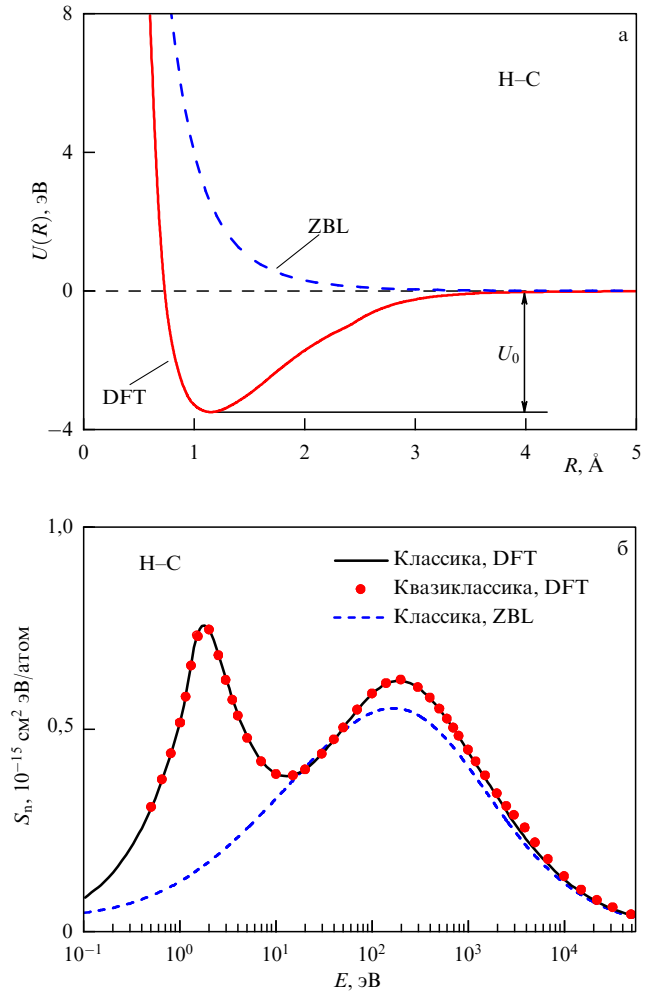 8
4
0
−4
U(R), эВ
а
H–C
ZBL
DFT
U₀
0 1 2 3 4 5
R, Å
1,0
0,5
0
Sₙ, 10⁻¹⁵ см² эВ/атом
H–C
б
Классика, DFT
Квазиклассика, DFT
Классика, ZBL
10⁻¹ 10⁰ 10¹ 10² 10³ 10⁴
E, эВ